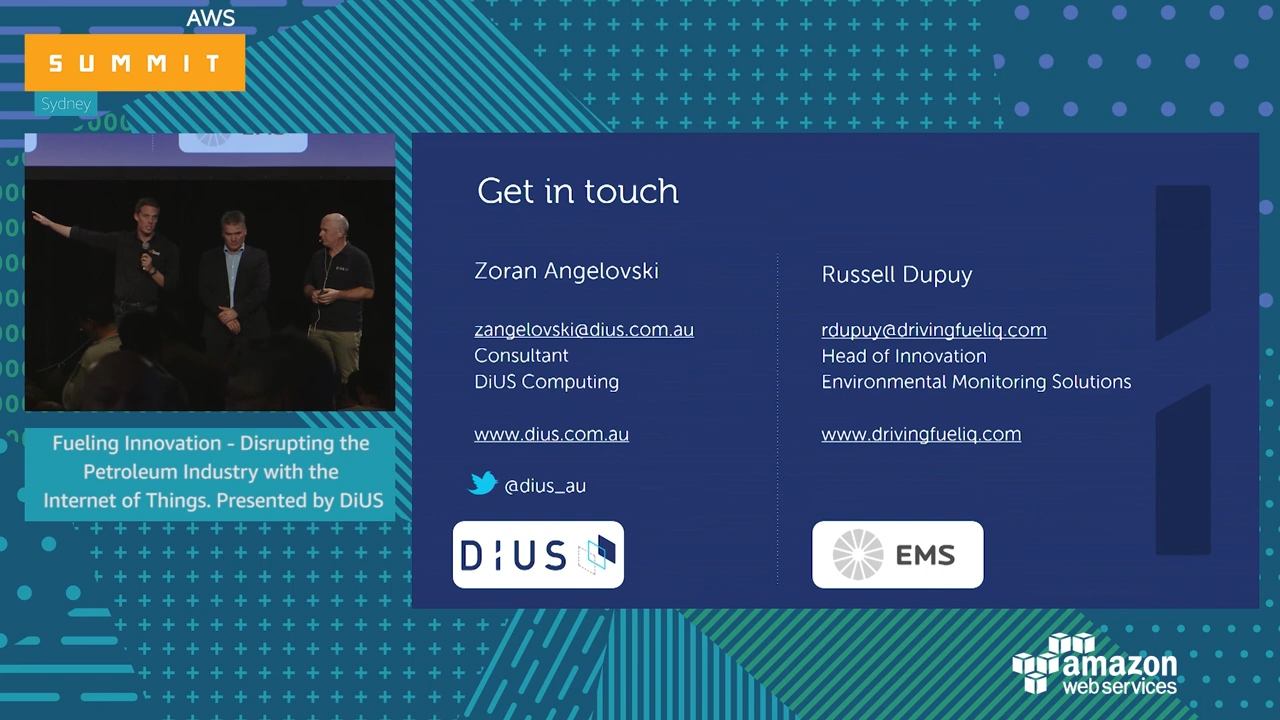 AWS
SUMMIT
Sydney
Fueling Innovation - Disrupting the
Petroleum Industry with the
Internet of Things. Presented by DiUS
Get in touch
Zoran Angelovski
zangelovski@dius.com.au
Consultant
DiUS Computing
www.dius.com.au
@dius_au
DiUS
Russell Dupuy
rdupuy@drivingfueliq.com
Head of Innovation
Environmental Monitoring Solutions
www.drivingfueliq.com
EMS
amazon
web services